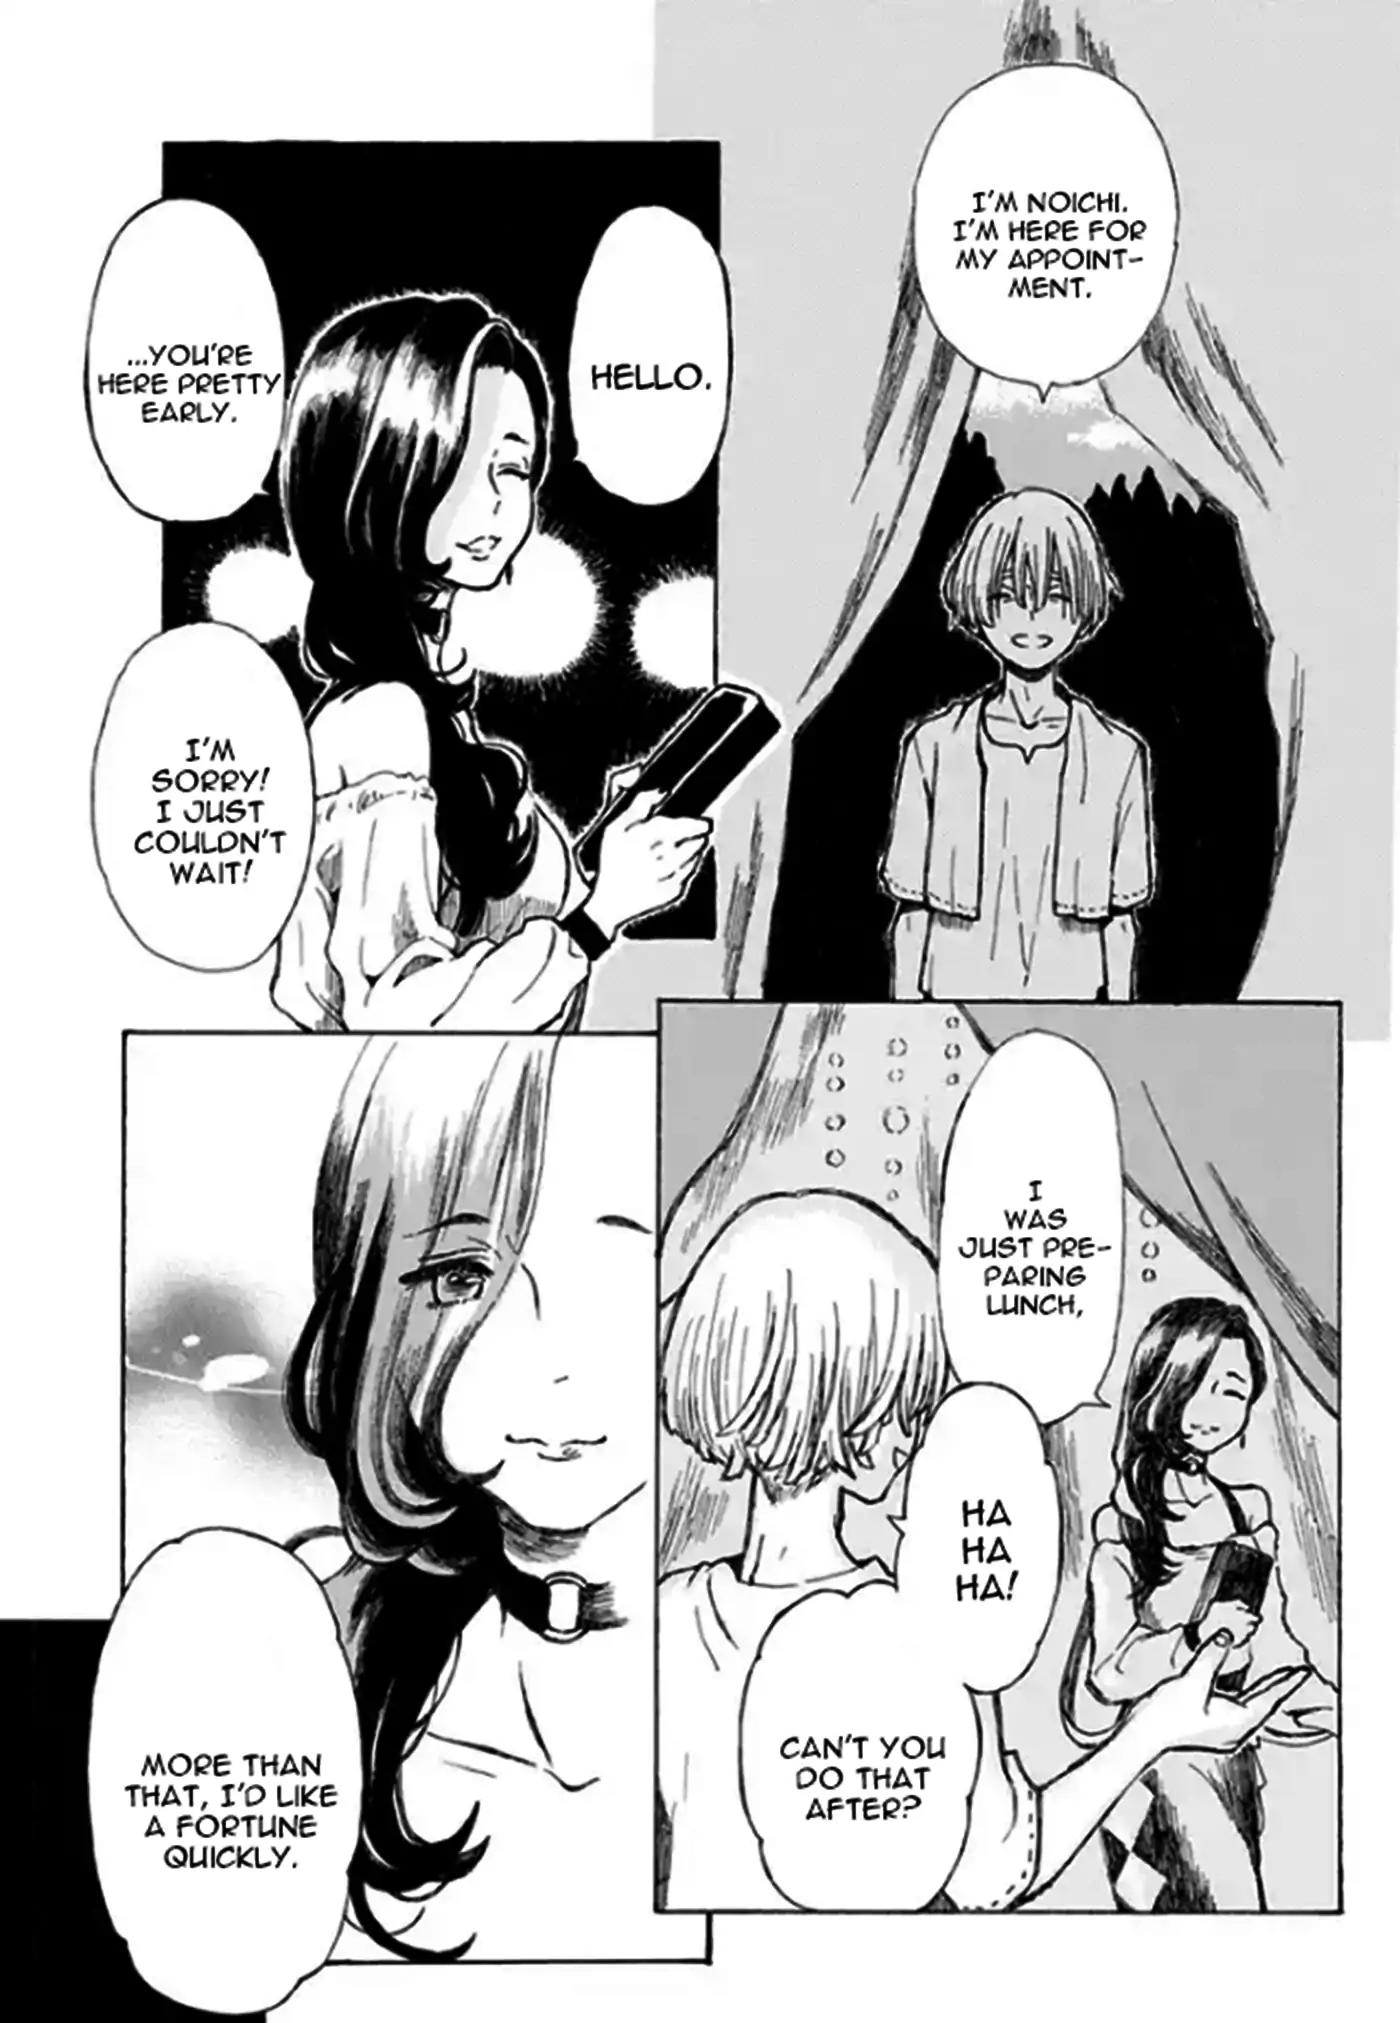 I'M NOICHI.
I'M HERE FOR
MY APPOINT-
MENT.
HELLO.
...YOU'RE
HERE PRETTY
EARLY.
I'M
SORRY!
I JUST
COULDN'T
WAIT!
I
WAS
JUST PRE-
PARING
LUNCH,
HA
HA
HA!
CAN'T YOU
DO THAT
AFTER?
MORE THAN
THAT, I'D LIKE
A FORTUNE
QUICKLY.